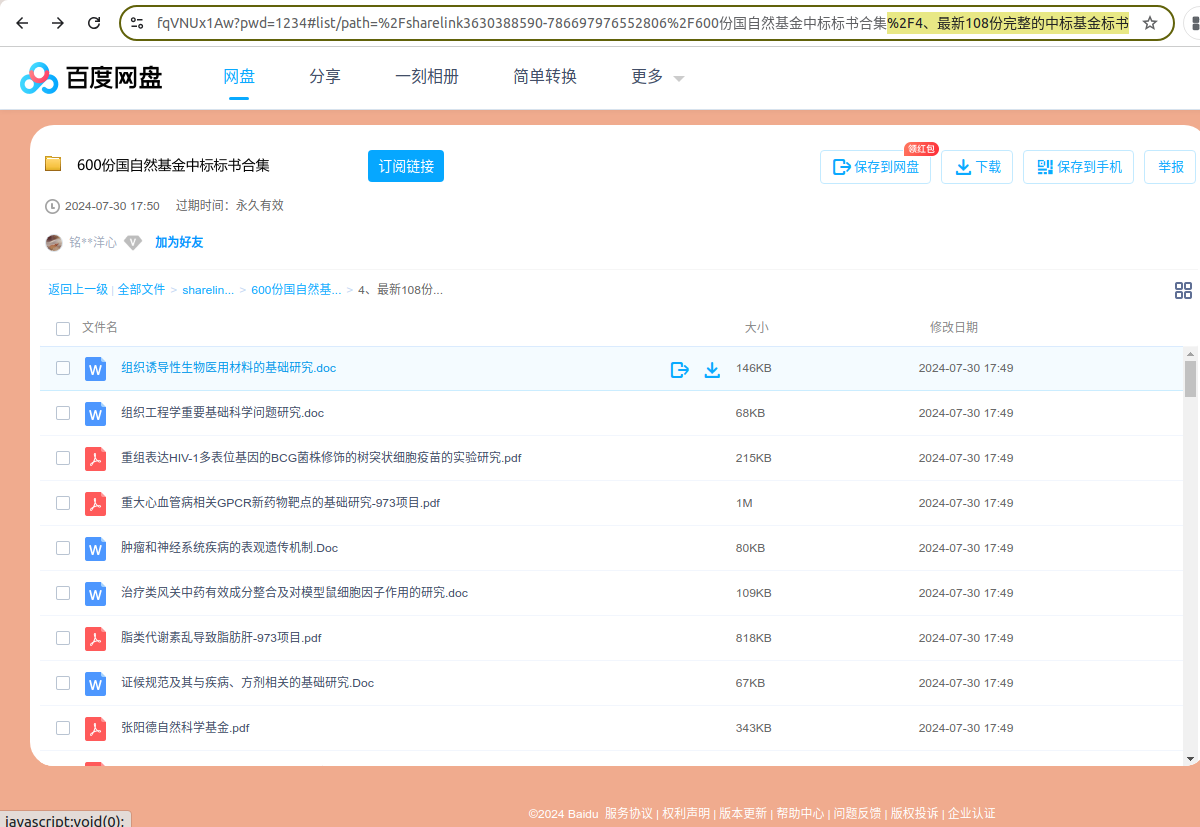 fqVNUx1Aw?pwd=1234#list/path=%2Fsharelink3630388590-786697976552806%2F600份国自然基金中标标书合集%2F4、最新108份完整的中标基金标书
百度网盘 网盘 分享 一刻相册 简单转换 更多
600份国自然基金中标标书合集 订阅链接 保存到网盘 领红包 下载 保存到手机 举报
2024-07-30 17:50 过期时间：永久有效
铭**洋心 V 加为好友
返回上一级 | 全部文件 > sharelin... > 600份国自然基... > 4、最新108份...
文件名 大小 修改日期
W 组织诱导性生物医用材料的基础研究.doc 146KB 2024-07-30 17:49
W 组织工程学重要基础科学问题研究.doc 68KB 2024-07-30 17:49
重组表达HIV-1多表位基因的BCG菌株修饰的树突状细胞疫苗的实验研究.pdf 215KB 2024-07-30 17:49
重大心血管病相关GPCR新药物靶点的基础研究-973项目.pdf 1M 2024-07-30 17:49
W 肿瘤和神经系统疾病的表观遗传机制.Doc 80KB 2024-07-30 17:49
W 治疗类风关中药有效成分整合及对模型鼠细胞因子作用的研究.doc 109KB 2024-07-30 17:49
脂类代谢素乱导致脂肪肝-973项目.pdf 818KB 2024-07-30 17:49
W 证候规范及其与疾病、方剂相关的基础研究.Doc 67KB 2024-07-30 17:49
张阳德自然科学基金.pdf 343KB 2024-07-30 17:49
©2024 Baidu 服务协议 | 权利声明 | 版本更新 | 帮助中心 | 问题反馈 | 版权投诉 | 企业认证
javascript:void(0);